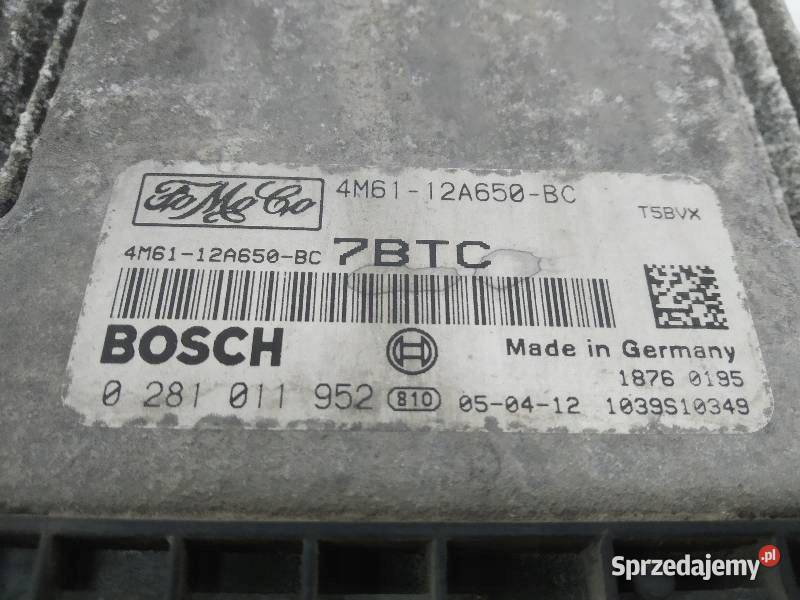 FoMoCo 4M61-12A650-BC
T5BVX
4M61-12A650-BC 7BTC
BOSCH Made in Germany
1876 0195
0 281 011 952 810 05-04-12 1039S10349
Sprzedajemy.pl